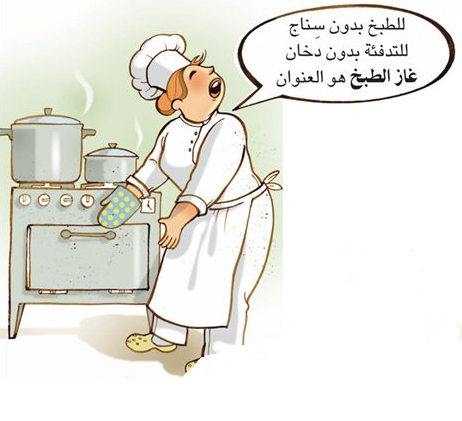 للطبخ بدون سِناج
للتدفئة بدون دخان
غاز الطبخ هو العنوان